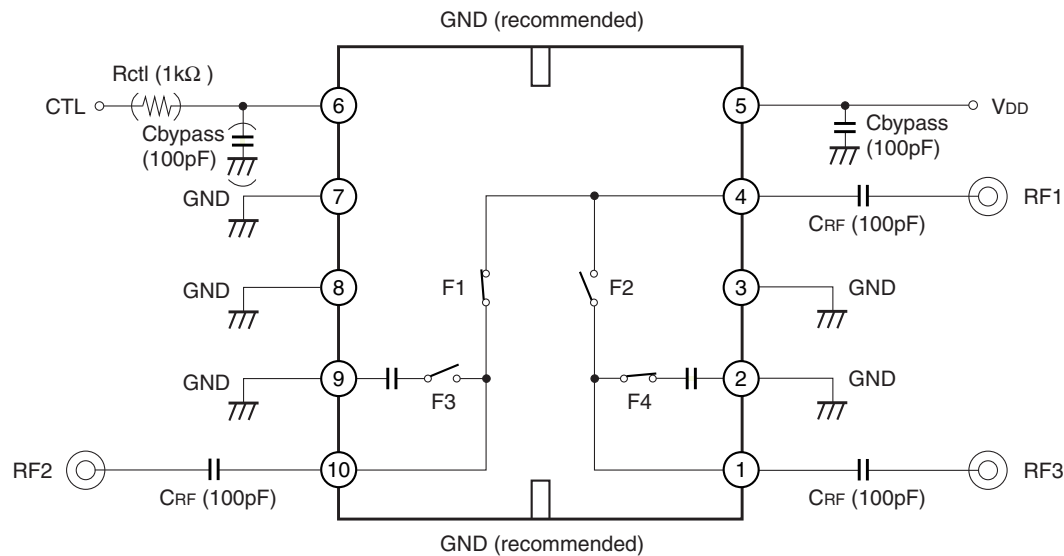 GND (recommended)
Rctl (1kΩ )
CTL
6
5
VDD
Cbypass
(100pF)
Cbypass
(100pF)
GND
7
4
RF1
CRF (100pF)
GND
8
F1
F2
3
GND
GND
9
F3
F4
2
GND
RF2
10
1
RF3
CRF (100pF)
CRF (100pF)
GND (recommended)